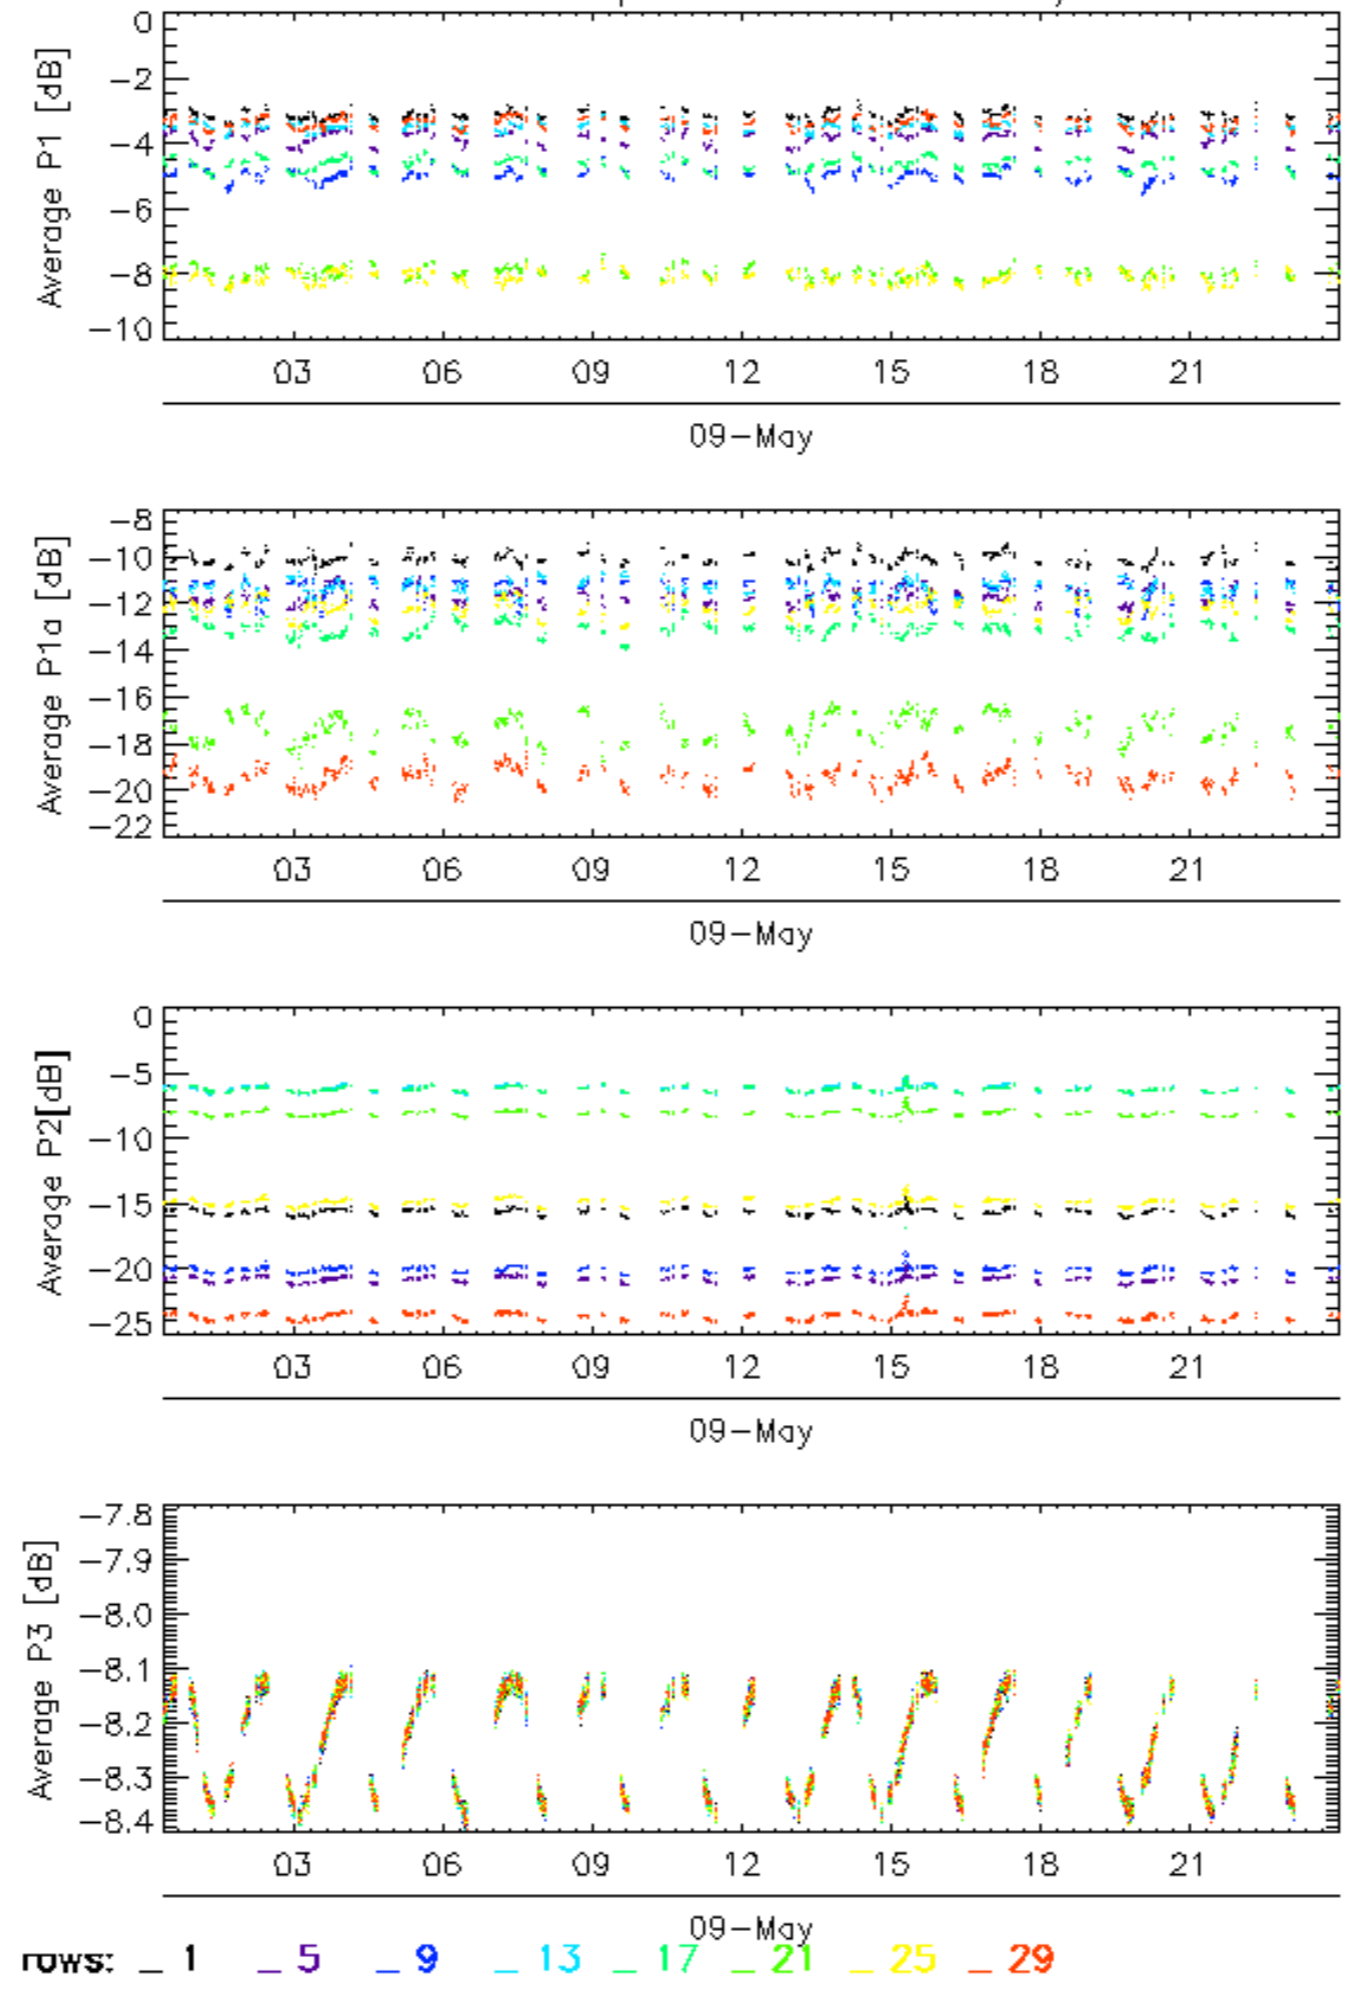 0
−2
−4
−6
−8
−10
Average P1 [dB]
03 06 09 12 15 18 21
09−May
−8
−10
−12
−14
−16
−18
−20
−22
Average P1a [dB]
03 06 09 12 15 18 21
09−May
0
−5
−10
−15
−20
−25
Average P2[dB]
03 06 09 12 15 18 21
09−May
−7.8
−7.9
−8.0
−8.1
−8.2
−8.3
−8.4
Average P3 [dB]
03 06 09 12 15 18 21
09−May
rows: _ 1 _ 5 _ 9 _ 13 _ 17 _ 21 _ 25 _ 29